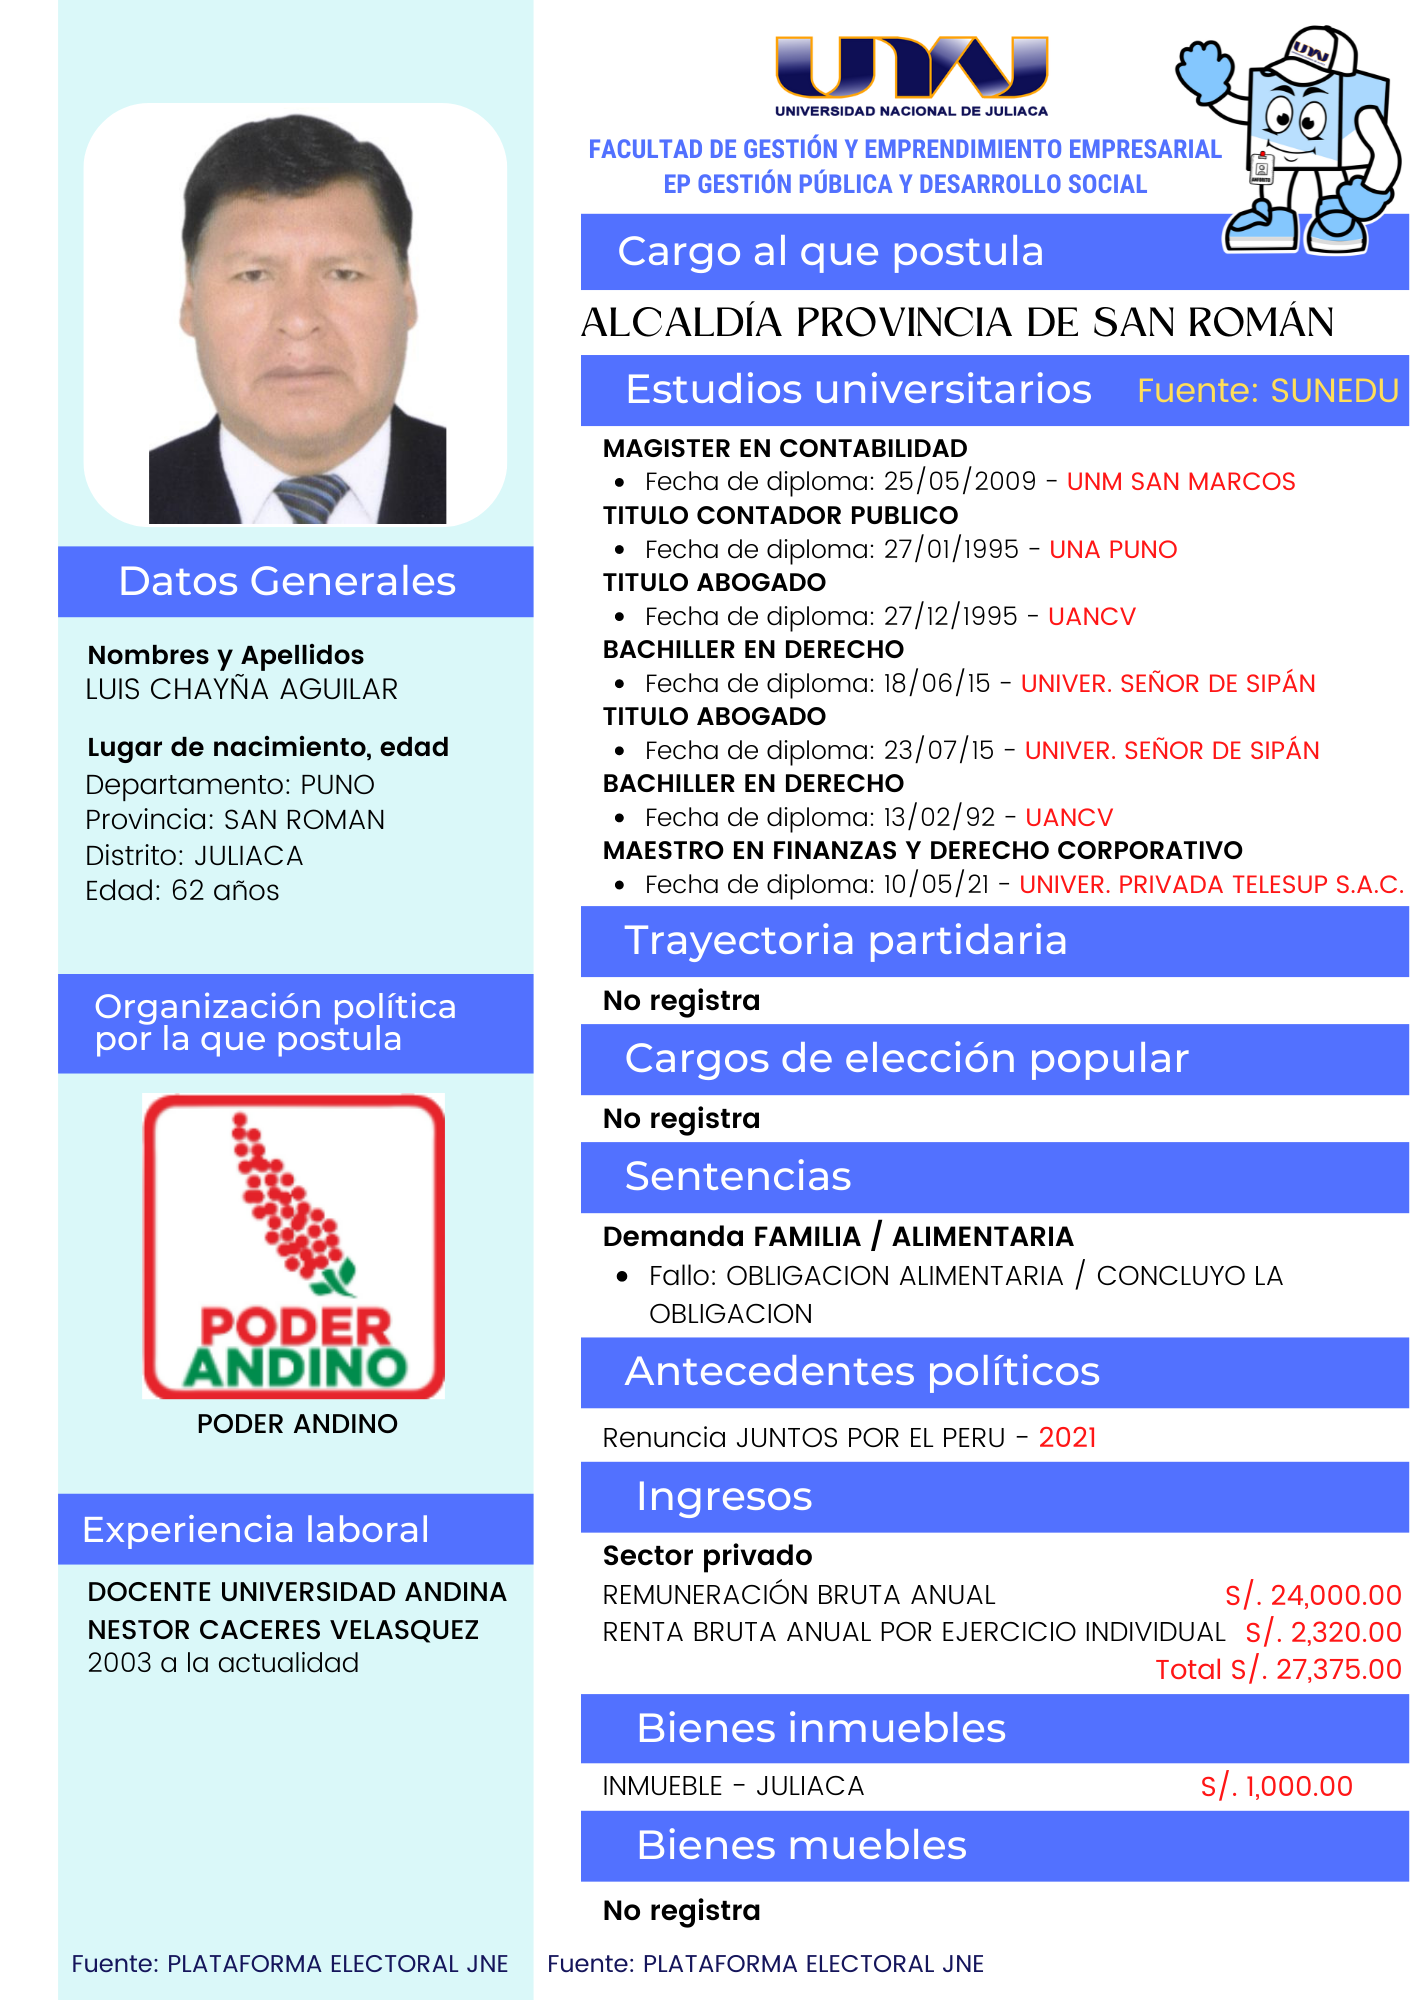 Datos Generales
Nombres y Apellidos
LUIS CHAYÑA AGUILAR
Lugar de nacimiento, edad
Departamento: PUNO
Provincia: SAN ROMAN
Distrito: JULIACA
Edad: 62 años
Organización política
por la que postula
PODER
ANDINO
PODER ANDINO
Experiencia laboral
DOCENTE UNIVERSIDAD ANDINA
NESTOR CACERES VELASQUEZ
2003 a la actualidad
Fuente: PLATAFORMA ELECTORAL JNE
UNAJ
UNIVERSIDAD NACIONAL DE JULIACA
UNAJ
ANFORITO
FACULTAD DE GESTIÓN Y EMPRENDIMIENTO EMPRESARIAL
EP GESTIÓN PÚBLICA Y DESARROLLO SOCIAL
Cargo al que postula
ALCALDÍA PROVINCIA DE SAN ROMÁN
Estudios universitarios Fuente: SUNEDU
MAGISTER EN CONTABILIDAD
• Fecha de diploma: 25/05/2009 - UNM SAN MARCOS
TITULO CONTADOR PUBLICO
• Fecha de diploma: 27/01/1995 - UNA PUNO
TITULO ABOGADO
• Fecha de diploma: 27/12/1995 - UANCV
BACHILLER EN DERECHO
• Fecha de diploma: 18/06/15 - UNIVER. SEÑOR DE SIPÁN
TITULO ABOGADO
• Fecha de diploma: 23/07/15 - UNIVER. SEÑOR DE SIPÁN
BACHILLER EN DERECHO
• Fecha de diploma: 13/02/92 - UANCV
MAESTRO EN FINANZAS Y DERECHO CORPORATIVO
• Fecha de diploma: 10/05/21 - UNIVER. PRIVADA TELESUP S.A.C.
Trayectoria partidaria
No registra
Cargos de elección popular
No registra
Sentencias
Demanda FAMILIA / ALIMENTARIA
• Fallo: OBLIGACION ALIMENTARIA / CONCLUYO LA
OBLIGACION
Antecedentes políticos
Renuncia JUNTOS POR EL PERU - 2021
Ingresos
Sector privado
REMUNERACIÓN BRUTA ANUAL S/. 24,000.00
RENTA BRUTA ANUAL POR EJERCICIO INDIVIDUAL S/. 2,320.00
Total S/. 27,375.00
Bienes inmuebles
INMUEBLE - JULIACA S/. 1,000.00
Bienes muebles
No registra
Fuente: PLATAFORMA ELECTORAL JNE